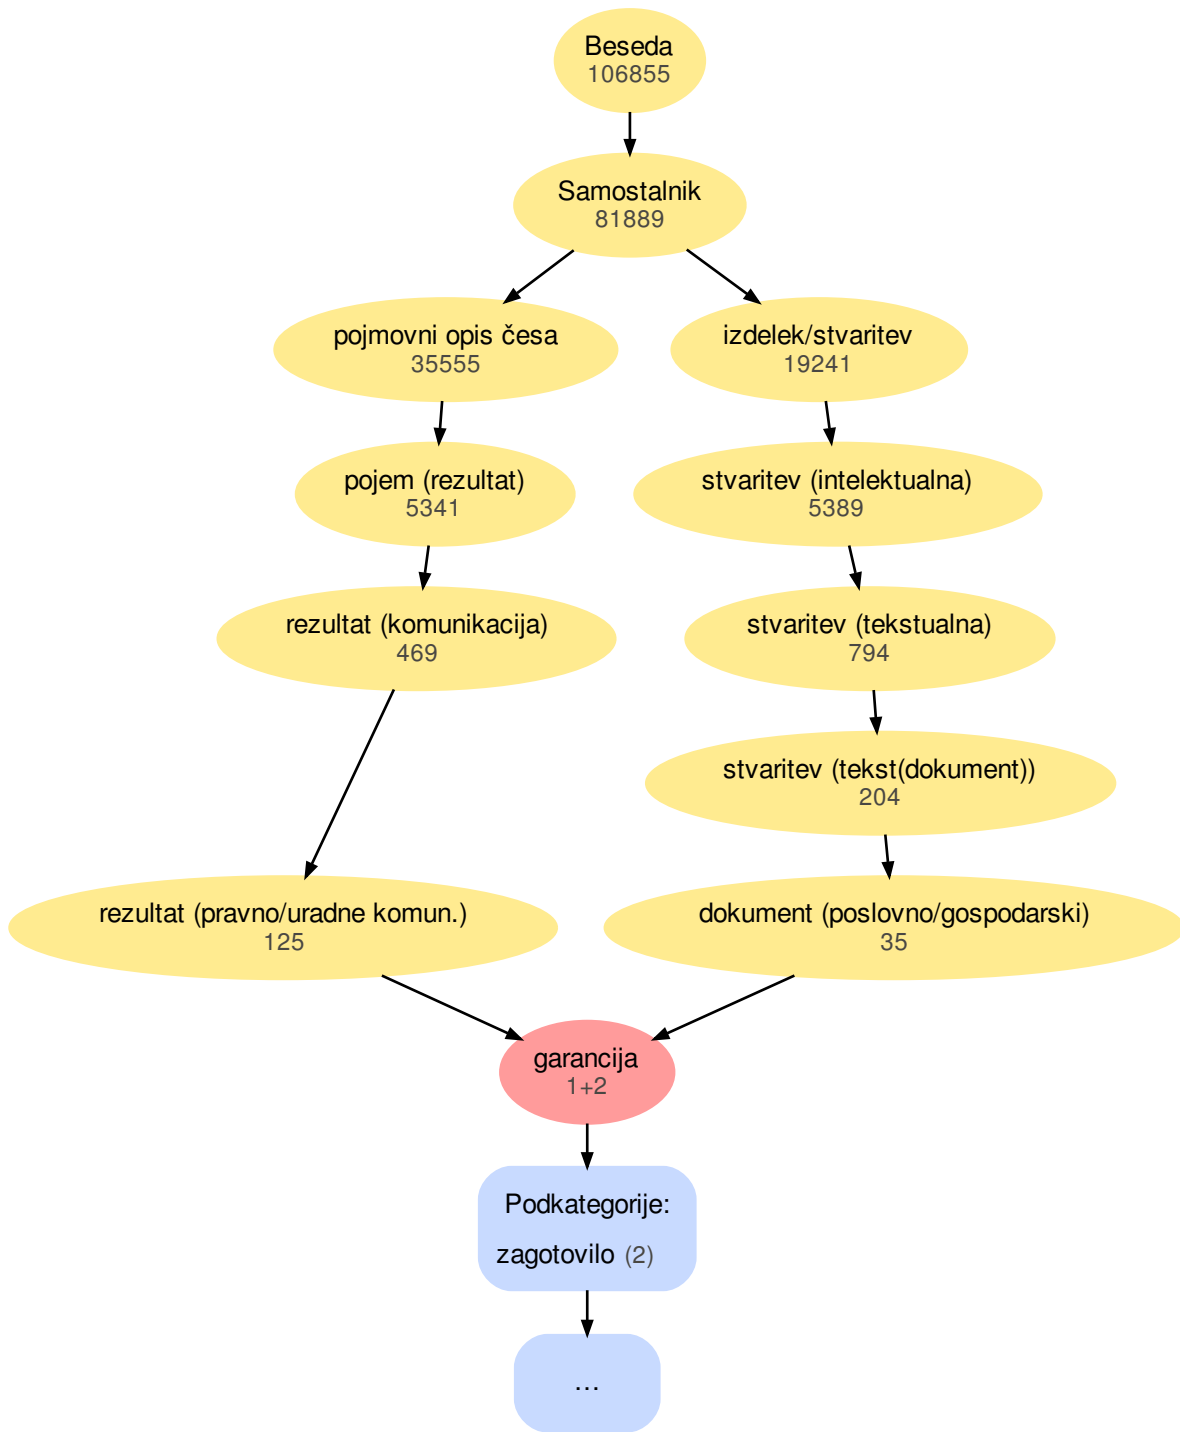 Beseda
106855
Samostalnik
81889
pojmovni opis česa
35555
izdelek/stvaritev
19241
pojem (rezultat)
5341
stvaritev (intelektualna)
5389
rezultat (komunikacija)
469
stvaritev (tekstualna)
794
stvaritev (tekst(dokument))
204
rezultat (pravno/uradne komun.)
125
dokument (poslovno/gospodarski)
35
garancija
1+2
Podkategorije:
zagotovilo (2)
...